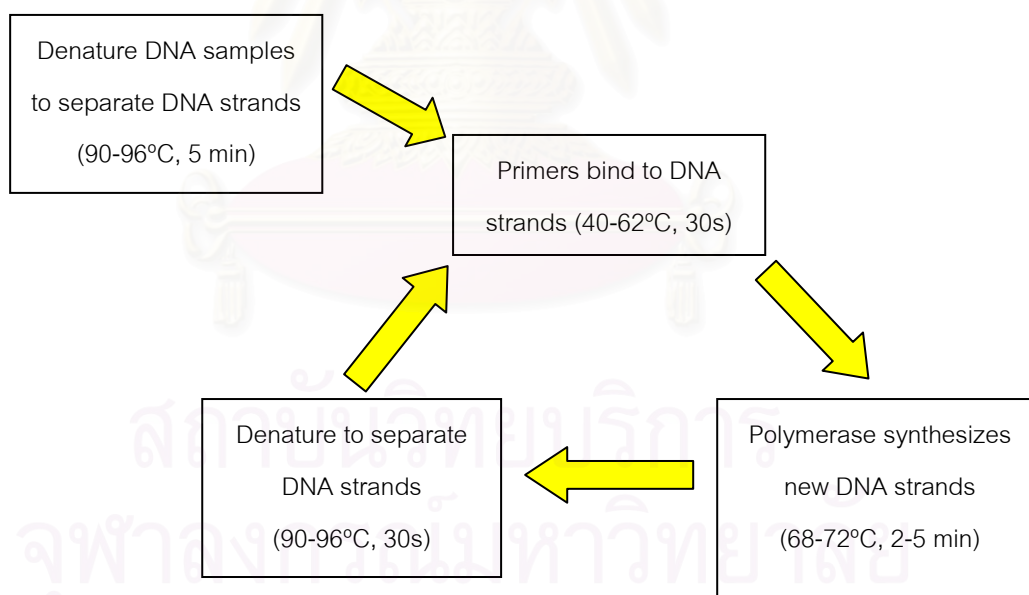 Denature DNA samples
to separate DNA strands
(90-96ºC, 5 min)
Primers bind to DNA
strands (40-62ºC, 30s)
Denature to separate
DNA strands
(90-96ºC, 30s)
Polymerase synthesizes
new DNA strands
(68-72ºC, 2-5 min)
สถาบันวิทยบริการ
จุฬาลงกรณ์มหาวิทยาลัย